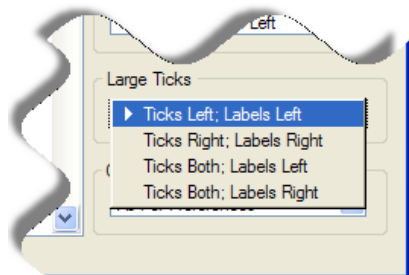 Left
Large Ticks
Ticks Left; Labels Left
Ticks Right; Labels Right
Ticks Both; Labels Left
Ticks Both; Labels Right